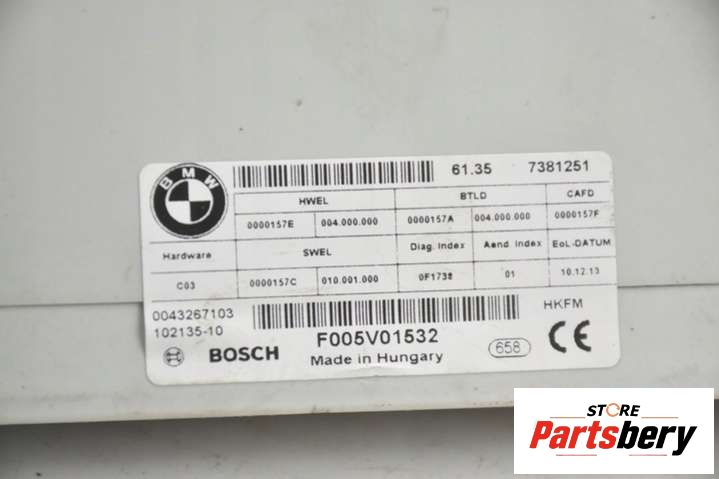 BMW 61.35 7381251
HWEL BTLD CAFD
0000157E 004.000.000 0000157A 004.000.000 0000157F
Hardware SWEL Diag. Index Aend. Index EoL-DATUM
C03 0000157C 010.001.000 01 10.12.13
0043267103 HKFM
102135-10
BOSCH F005V01532 658 CE
Made in Hungary
STORE
Partsbery